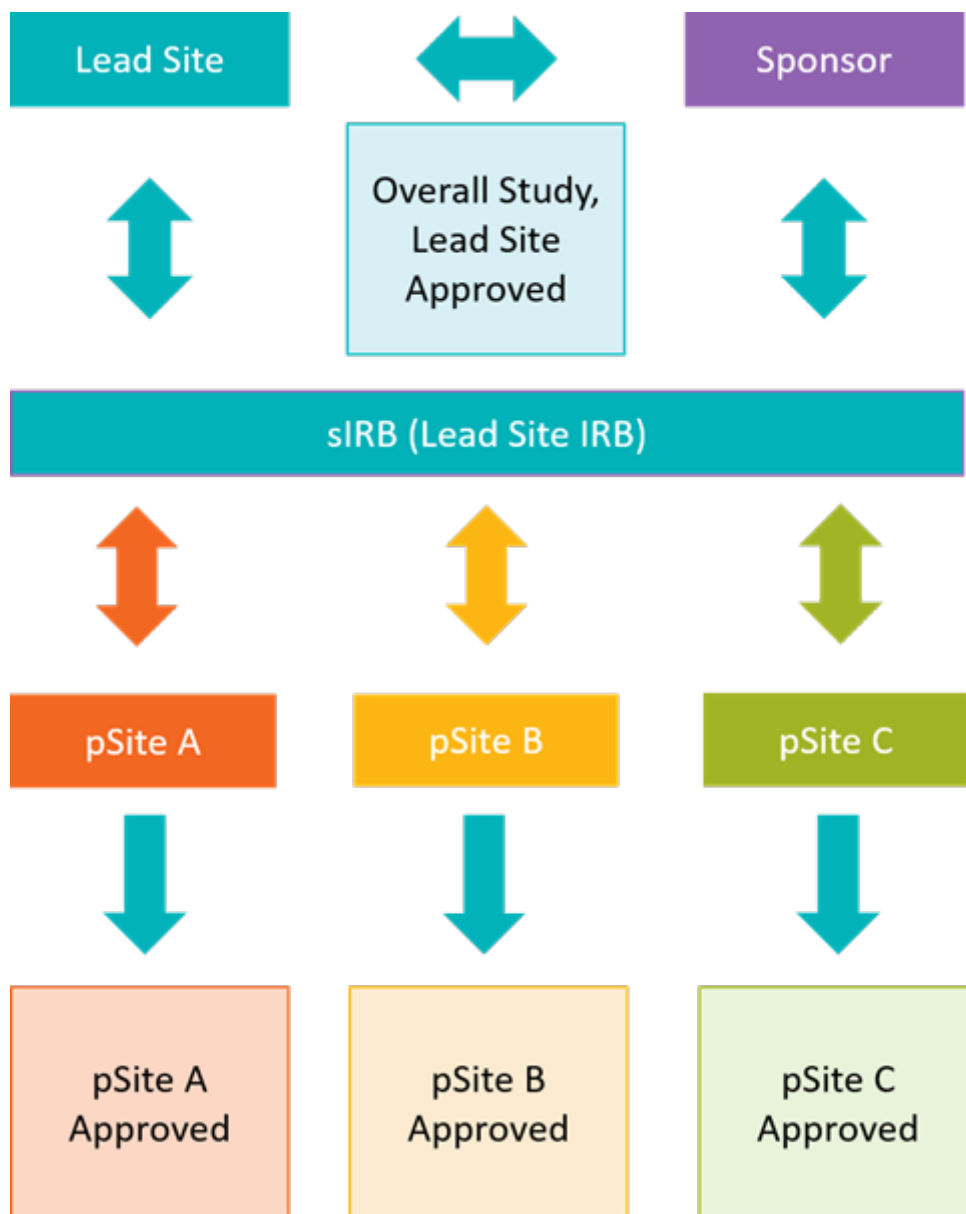 Lead Site
Sponsor
Overall Study,
Lead Site
Approved
sIRB (Lead Site IRB)
pSite A
pSite B
pSite C
pSite A
Approved
pSite B
Approved
pSite C
Approved